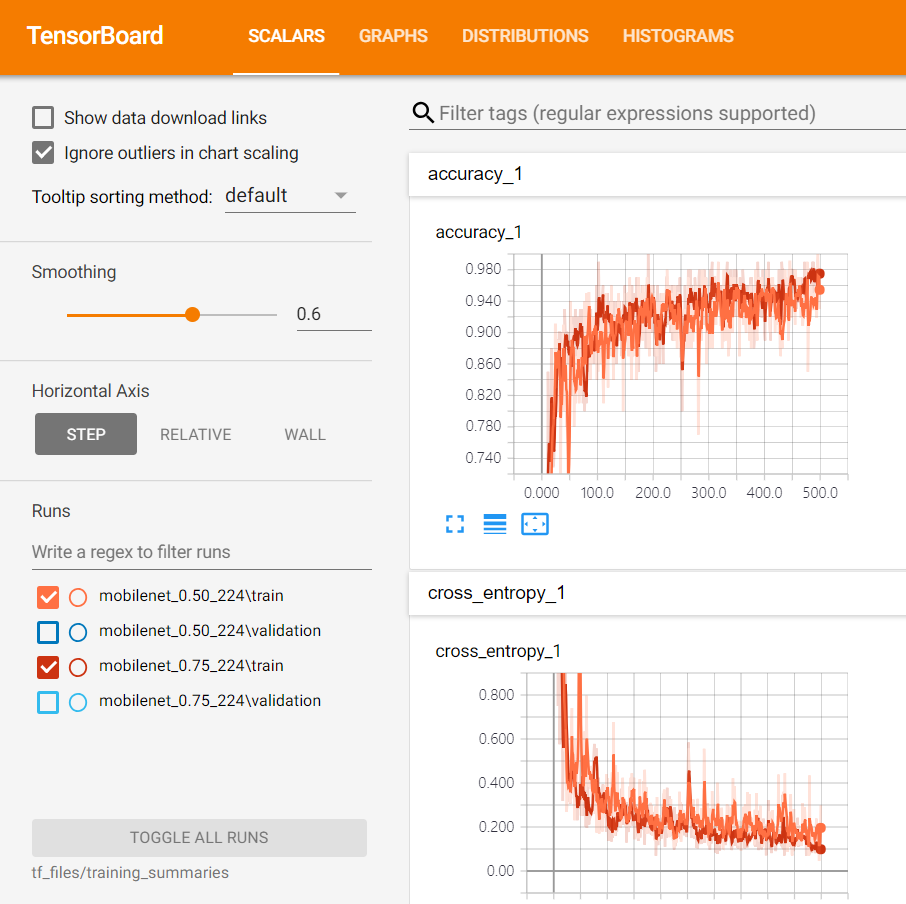 TensorBoard SCALARS GRAPHS DISTRIBUTIONS HISTOGRAMS
Show data download links
Ignore outliers in chart scaling
Tooltip sorting method: default
Smoothing
0.6
Horizontal Axis
STEP RELATIVE WALL
Runs
Write a regex to filter runs
mobilenet_0.50_224\train
mobilenet_0.50_224\validation
mobilenet_0.75_224\train
mobilenet_0.75_224\validation
TOGGLE ALL RUNS
tf_files/training_summaries
Filter tags (regular expressions supported)
accuracy_1
accuracy_1
0.980
0.940
0.900
0.860
0.820
0.780
0.740
0.000 100.0 200.0 300.0 400.0 500.0
cross_entropy_1
cross_entropy_1
0.800
0.600
0.400
0.200
0.00